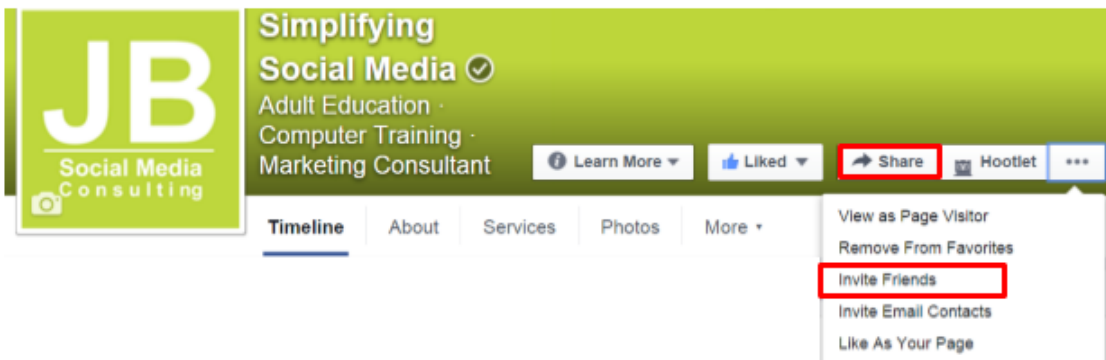 JB
Social Media
Consulting
Simplifying
Social Media
Adult Education ·
Computer Training ·
Marketing Consultant
Learn More
Liked
Share
Hootlet
Timeline
About
Services
Photos
More
View as Page Visitor
Remove From Favorites
Invite Friends
Invite Email Contacts
Like As Your Page